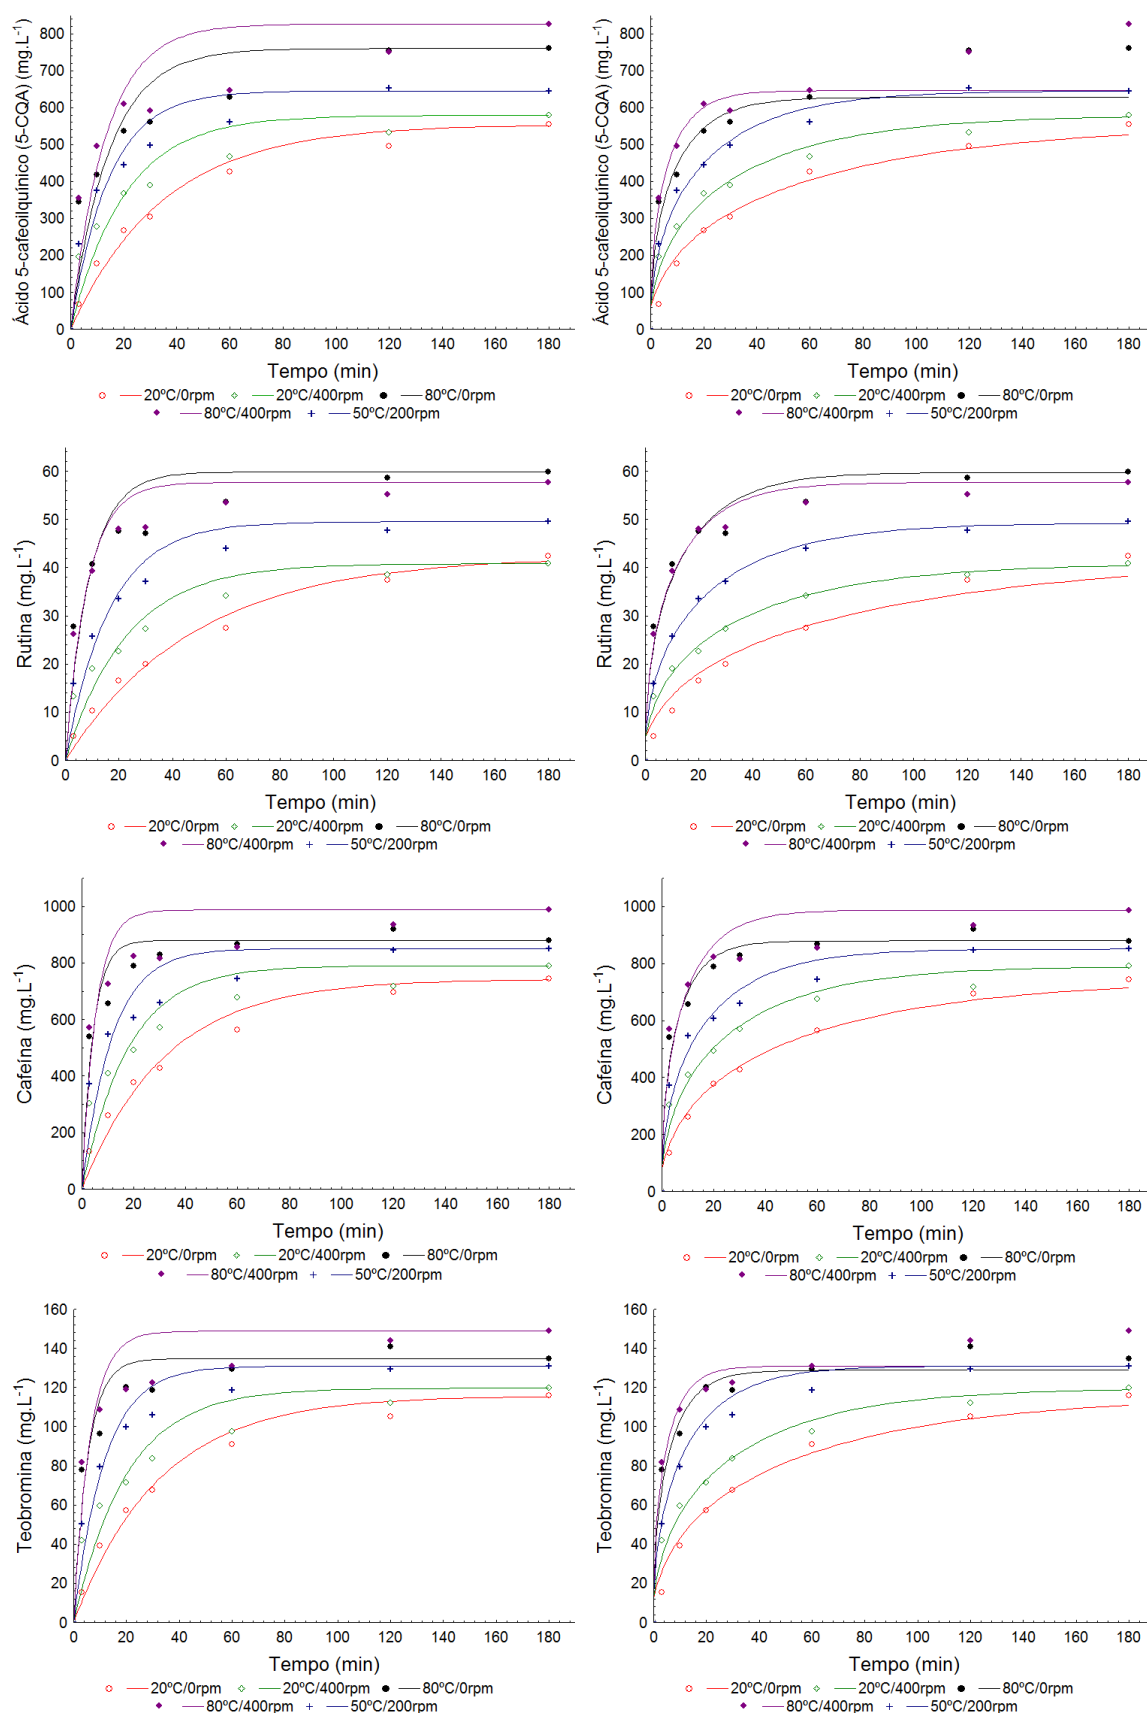 Ácido 5-cafeoilquínico (5-CQA) (mg.L-1)
800
700
600
500
400
300
200
100
0
0 20 40 60 80 100 120 140 160 180
Tempo (min)
20ºC/0rpm 20ºC/400rpm 80ºC/0rpm
80ºC/400rpm 50ºC/200rpm
Ácido 5-cafeoilquínico (5-CQA) (mg.L-1)
800
700
600
500
400
300
200
100
0
0 20 40 60 80 100 120 140 160 180
Tempo (min)
20ºC/0rpm 20ºC/400rpm 80ºC/0rpm
80ºC/400rpm 50ºC/200rpm
Rutina (mg.L-1)
60
50
40
30
20
10
0
0 20 40 60 80 100 120 140 160 180
Tempo (min)
20ºC/0rpm 20ºC/400rpm 80ºC/0rpm
80ºC/400rpm 50ºC/200rpm
Rutina (mg.L-1)
60
50
40
30
20
10
0
0 20 40 60 80 100 120 140 160 180
Tempo (min)
20ºC/0rpm 20ºC/400rpm 80ºC/0rpm
80ºC/400rpm 50ºC/200rpm
Cafeína (mg.L-1)
1000
800
600
400
200
0
0 20 40 60 80 100 120 140 160 180
Tempo (min)
20ºC/0rpm 20ºC/400rpm 80ºC/0rpm
80ºC/400rpm 50ºC/200rpm
Cafeína (mg.L-1)
1000
800
600
400
200
0
0 20 40 60 80 100 120 140 160 180
Tempo (min)
20ºC/0rpm 20ºC/400rpm 80ºC/0rpm
80ºC/400rpm 50ºC/200rpm
Teobromina (mg.L-1)
160
140
120
100
80
60
40
20
0
0 20 40 60 80 100 120 140 160 180
Tempo (min)
20ºC/0rpm 20ºC/400rpm 80ºC/0rpm
80ºC/400rpm 50ºC/200rpm
Teobromina (mg.L-1)
160
140
120
100
80
60
40
20
0
0 20 40 60 80 100 120 140 160 180
Tempo (min)
20ºC/0rpm 20ºC/400rpm 80ºC/0rpm
80ºC/400rpm 50ºC/200rpm